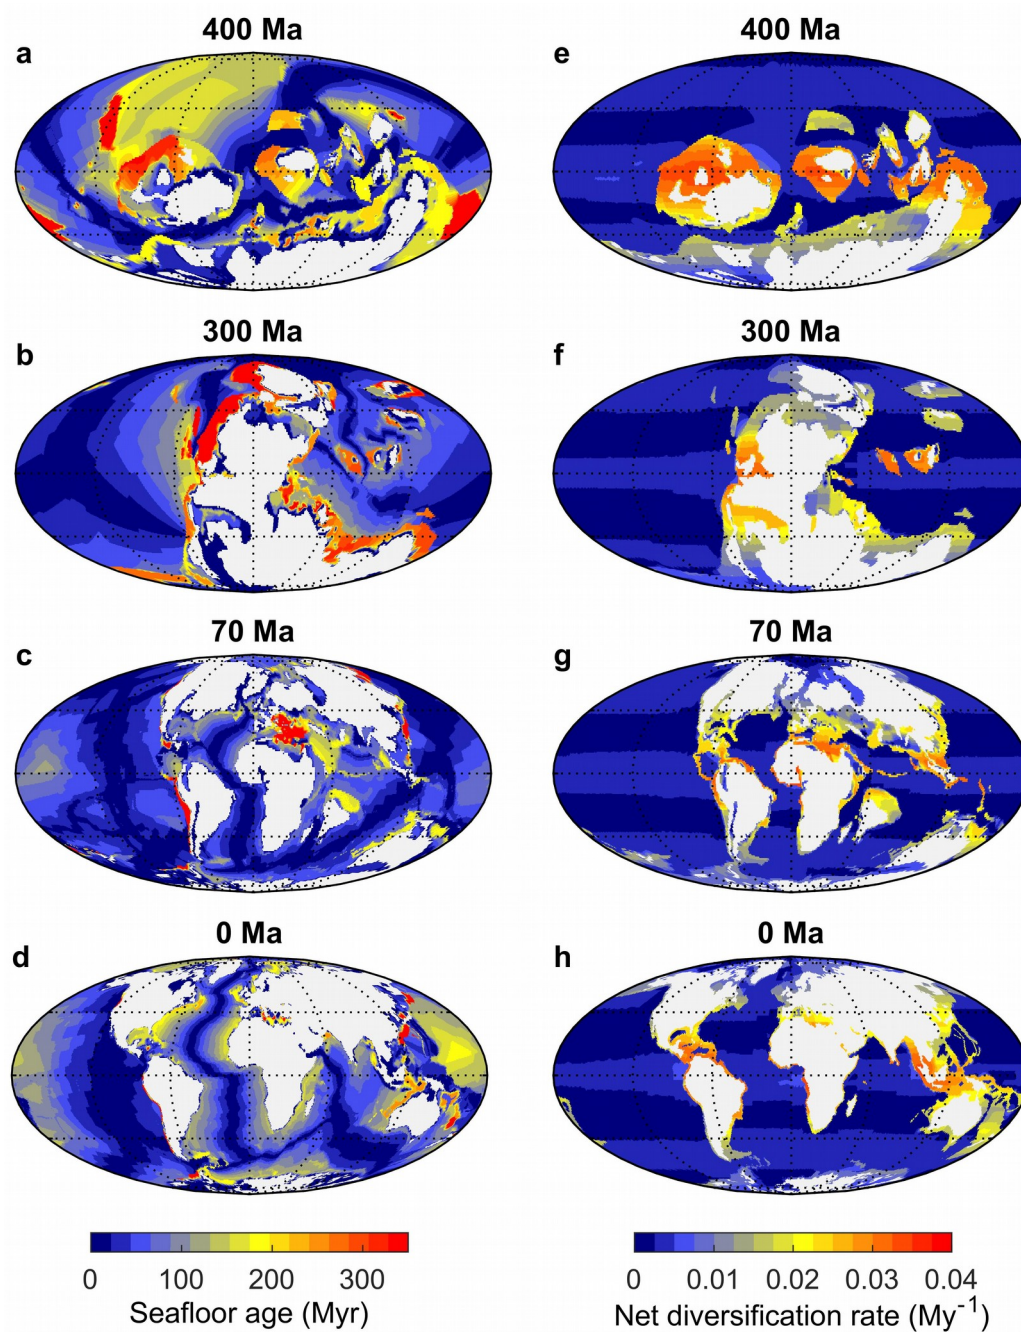 400 Ma
a
400 Ma
e
300 Ma
b
300 Ma
f
70 Ma
c
70 Ma
g
0 Ma
d
0 Ma
h
0 100 200 300
Seafloor age (Myr)
0 0.01 0.02 0.03 0.04
Net diversification rate (My⁻¹)